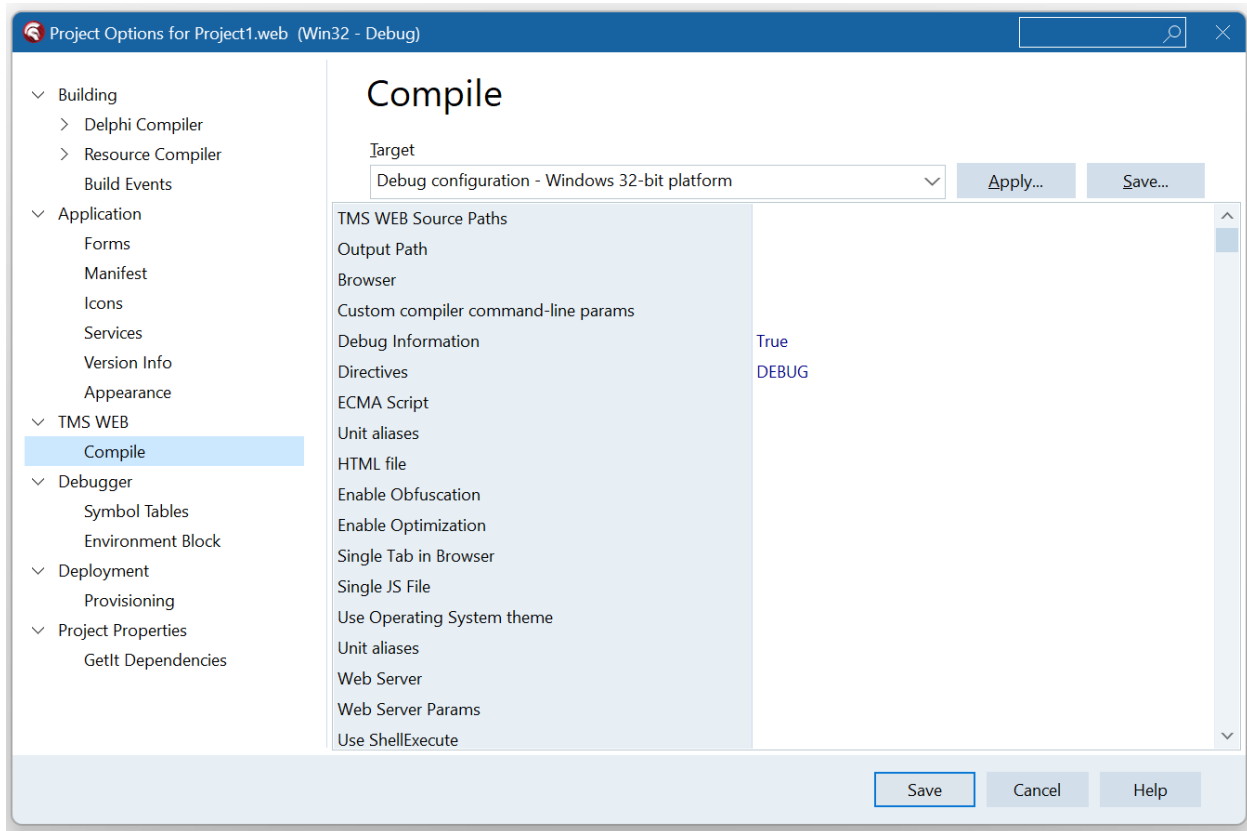 Project Options for Project1.web (Win32 - Debug)
Building
Delphi Compiler
Resource Compiler
Build Events
Application
Forms
Manifest
Icons
Services
Version Info
Appearance
TMS WEB
Compile
Debugger
Symbol Tables
Environment Block
Deployment
Provisioning
Project Properties
GetIt Dependencies
Compile
Target
Debug configuration - Windows 32-bit platform
Apply...
Save...
TMS WEB Source Paths
Output Path
Browser
Custom compiler command-line params
Debug Information True
Directives DEBUG
ECMA Script
Unit aliases
HTML file
Enable Obfuscation
Enable Optimization
Single Tab in Browser
Single JS File
Use Operating System theme
Unit aliases
Web Server
Web Server Params
Use ShellExecute
Save
Cancel
Help